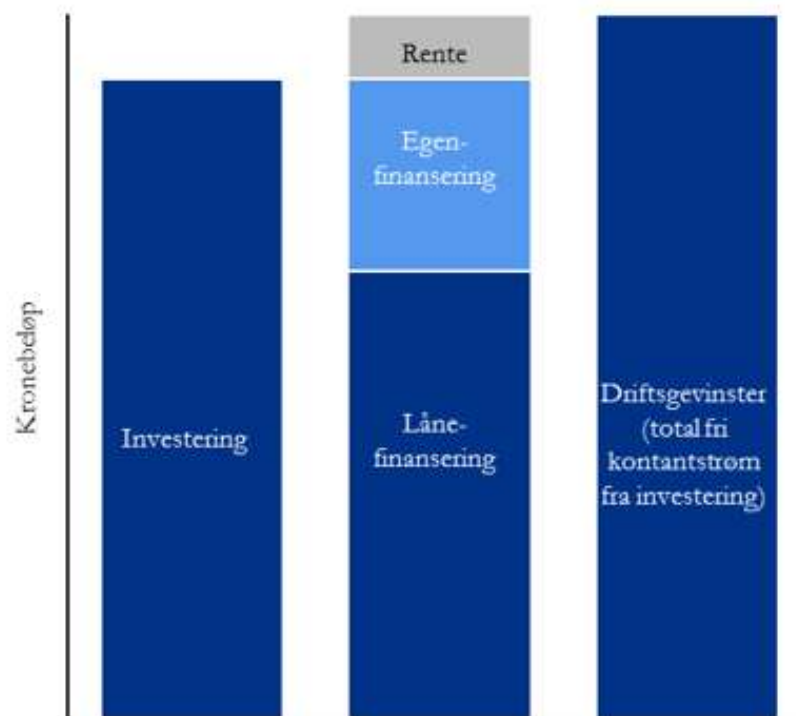 Kronebeløp
Investering
Rente
Egen-
finansering
Låne-
finansering
Driftsgevinster
(total fri
kontantstrøm
fra investering)